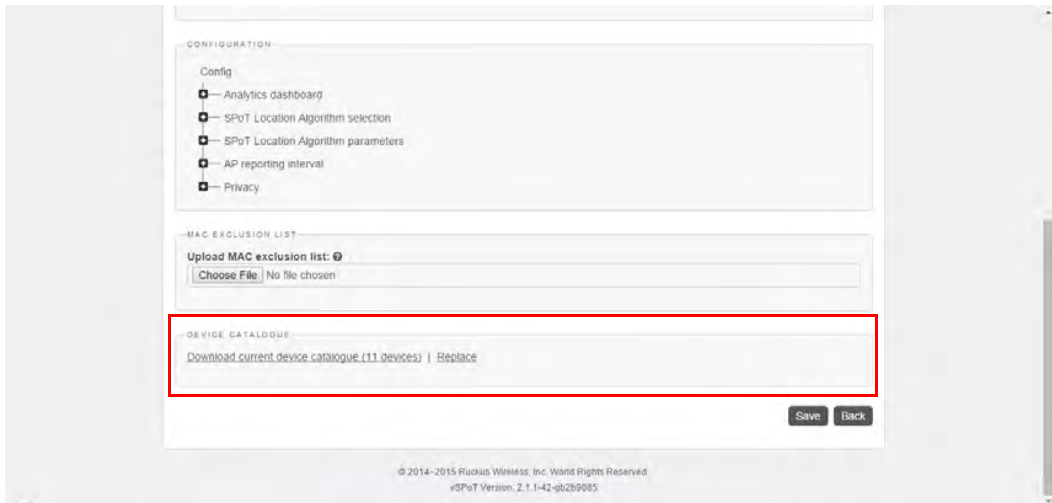 CONFIGURATION
Config
Analytics dashboard
SPoT Location Algorithm selection
SPoT Location Algorithm parameters
AP reporting interval
Privacy
MAC EXCLUSION LIST
Upload MAC exclusion list:
Choose File No file chosen
DEVICE CATALOGUE
Download current device catalogue (11 devices) | Replace
Save Back
© 2014-2015 Ruckus Wireless, Inc. World Rights Reserved.
vSPoT Version: 2.1.1-42-gb2b9085